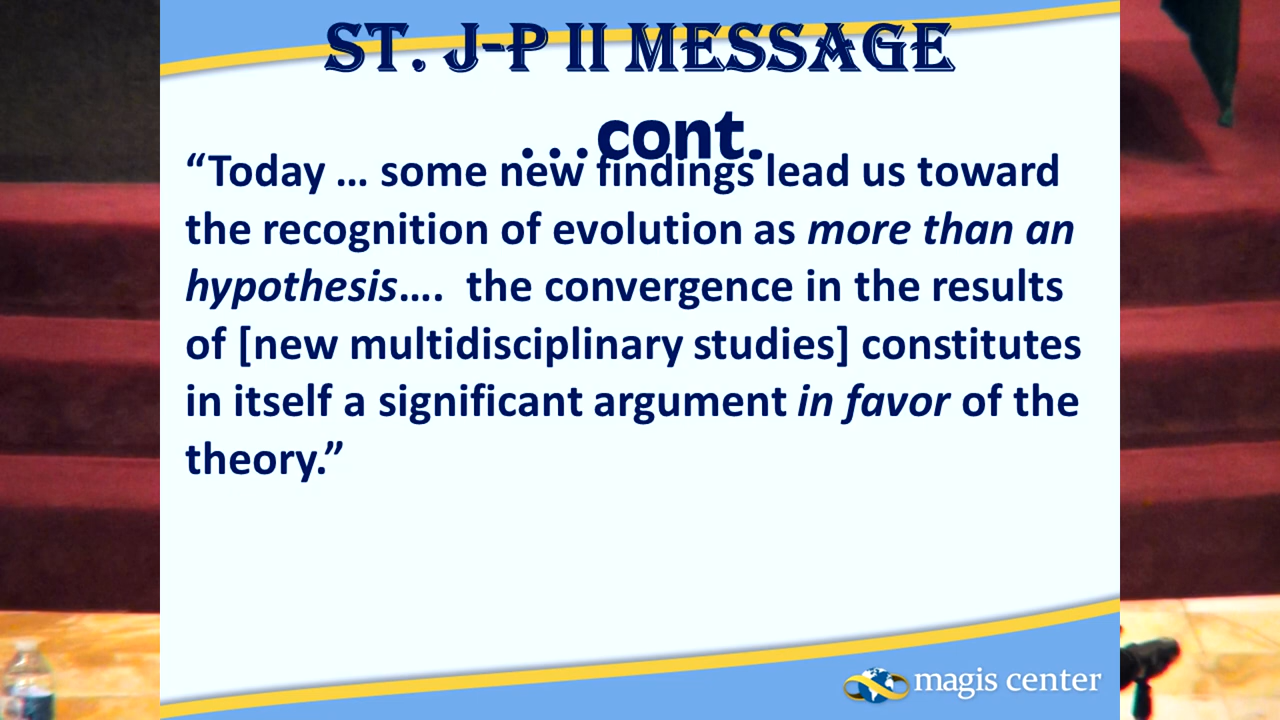 ST. J-P II MESSAGE
…cont.
“Today … some new findings lead us toward
the recognition of evolution as more than an
hypothesis….  the convergence in the results
of [new multidisciplinary studies] constitutes
in itself a significant argument in favor of the
theory.”
magis center